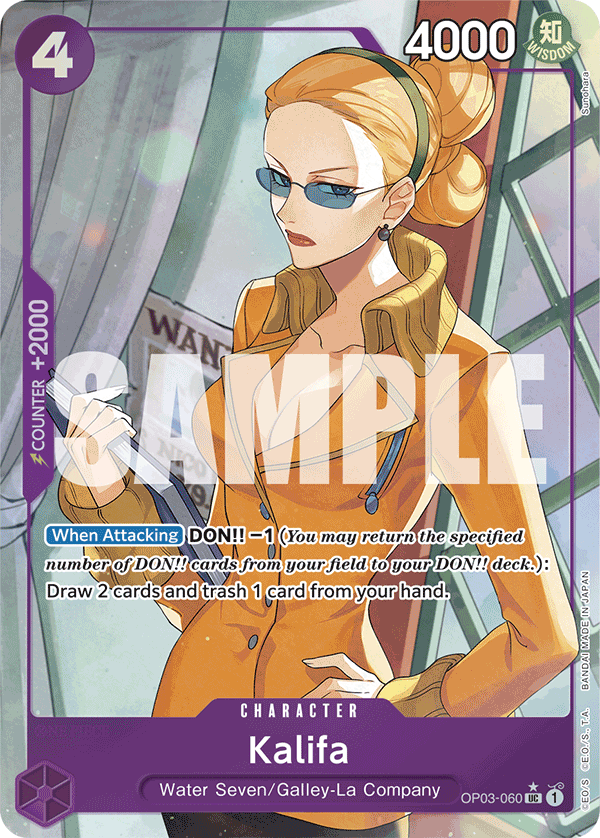 4
4000
知
WISDOM
Sunohara
COUNTER +2000
WAN
NICO
SAMPLE
When Attacking DON!! −1 (You may return the specified
number of DON!! cards from your field to your DON!! deck.):
Draw 2 cards and trash 1 card from your hand.
CHARACTER
Kalifa
Water Seven/Galley-La Company
OP03-060 UC 1
©E.O/S ©E.O./S., T.A. BANDAI MADE IN JAPAN